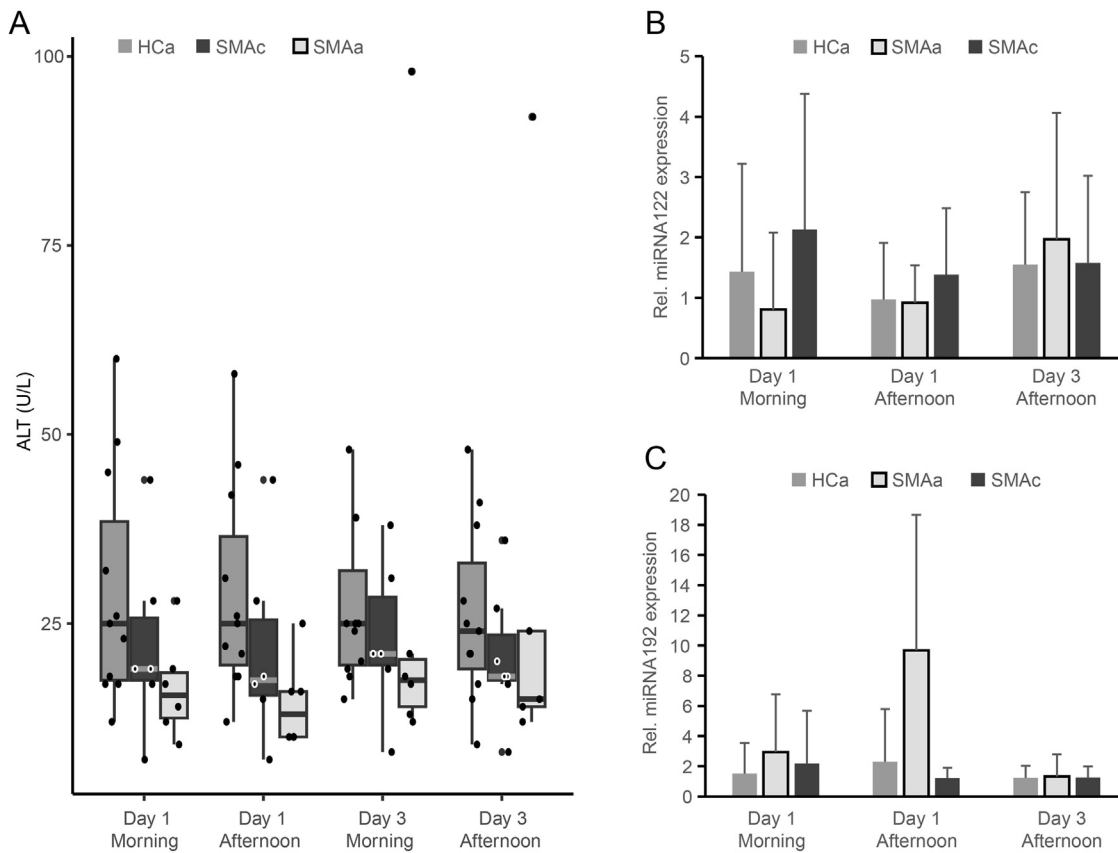 A
HCa SMAc SMAa
ALT (U/L)
100
75
50
25
Day 1 Morning
Day 1 Afternoon
Day 3 Morning
Day 3 Afternoon
B
HCa SMAa SMAc
Rel. miRNA122 expression
5
4
3
2
1
0
Day 1 Morning
Day 1 Afternoon
Day 3 Afternoon
C
HCa SMAa SMAc
Rel. miRNA192 expression
20
18
16
14
12
10
8
6
4
2
0
Day 1 Morning
Day 1 Afternoon
Day 3 Afternoon